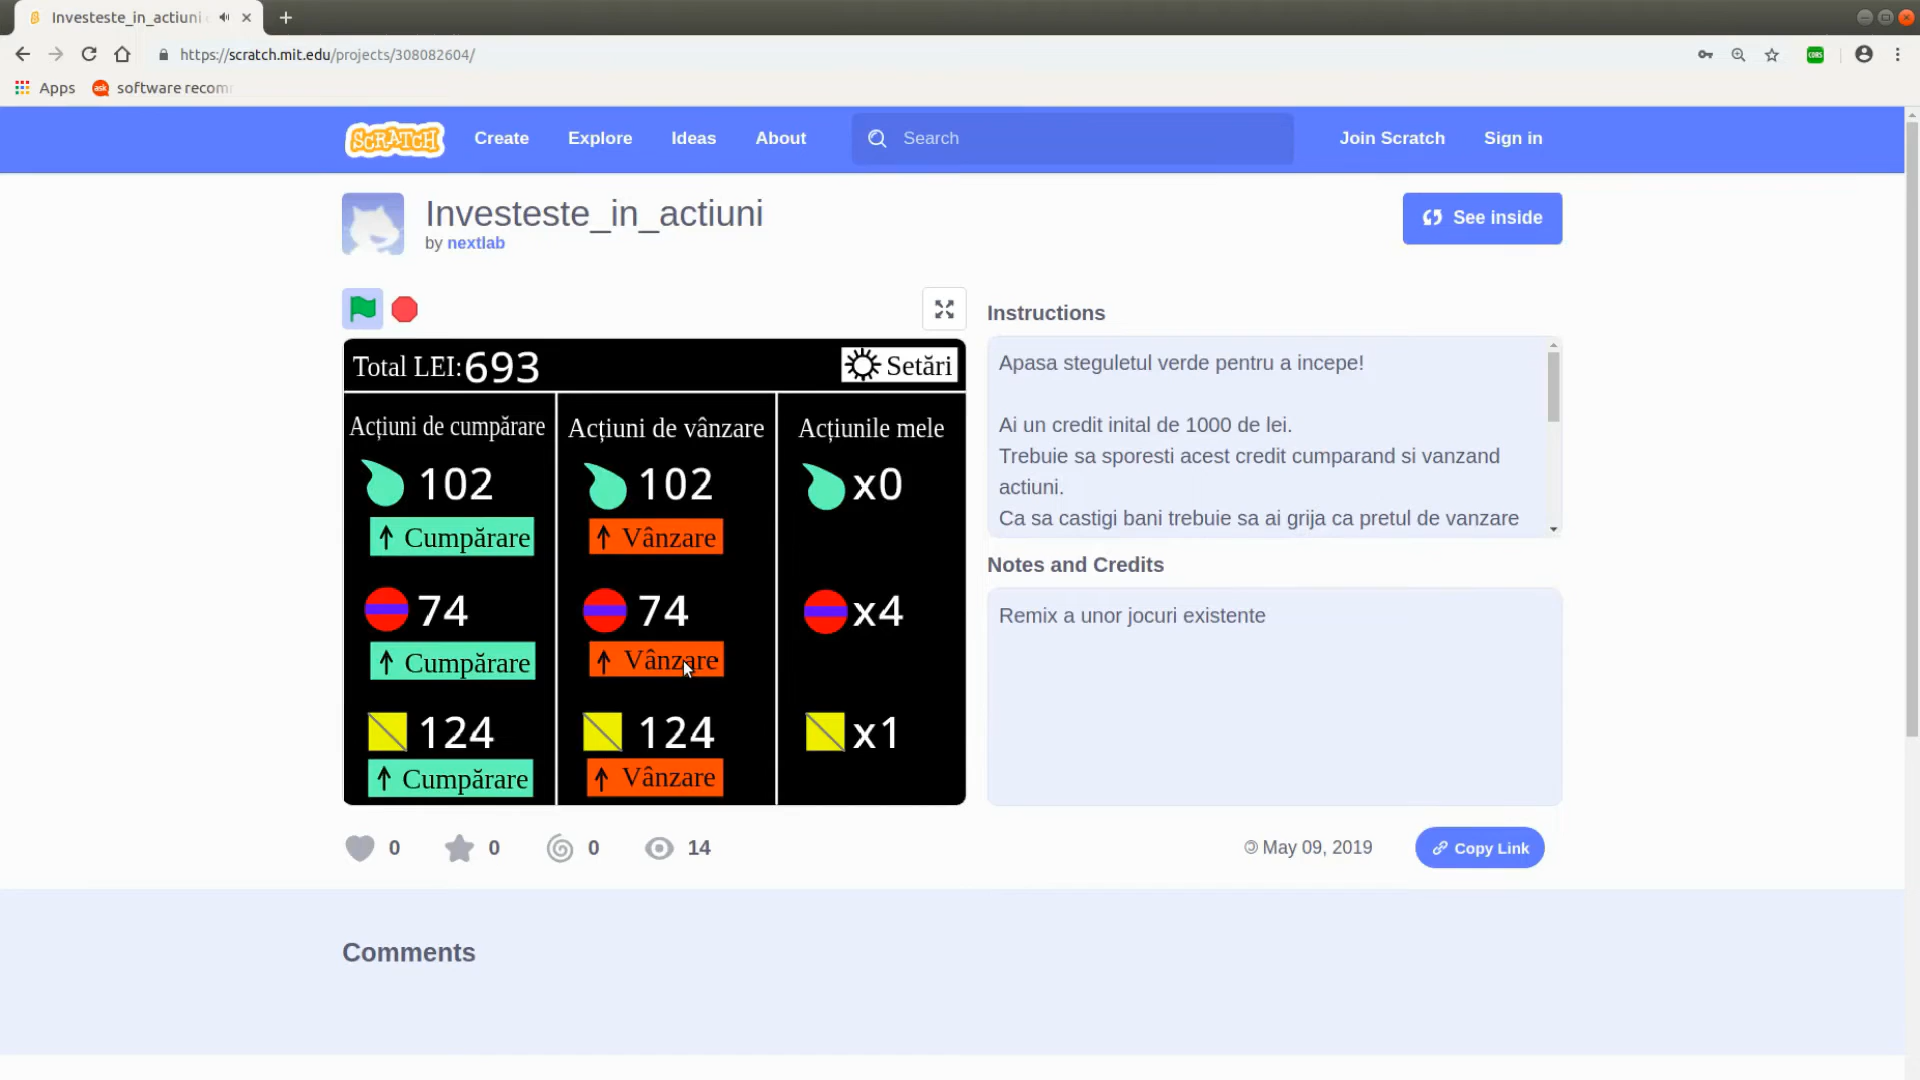 Investeste_in_actiuni
https://scratch.mit.edu/projects/308082604/
Apps
ask
software recom
CORS
SCRATCH
Create
Explore
Ideas
About
Search
Join Scratch
Sign in
Investeste_in_actiuni
by nextlab
See inside
Total LEI: 693
Setări
Acțiuni de cumpărare
Acțiuni de vânzare
Acțiunile mele
102
102
x0
Cumpărare
Vânzare
74
74
x4
Cumpărare
Vânzare
124
124
x1
Cumpărare
Vânzare
Instructions
Apasa steguletul verde pentru a incepe!
Ai un credit inital de 1000 de lei.
Trebuie sa sporesti acest credit cumparand si vanzand
actiuni.
Ca sa castigi bani trebuie sa ai grija ca pretul de vanzare
Notes and Credits
Remix a unor jocuri existente
0
0
0
14
May 09, 2019
Copy Link
Comments